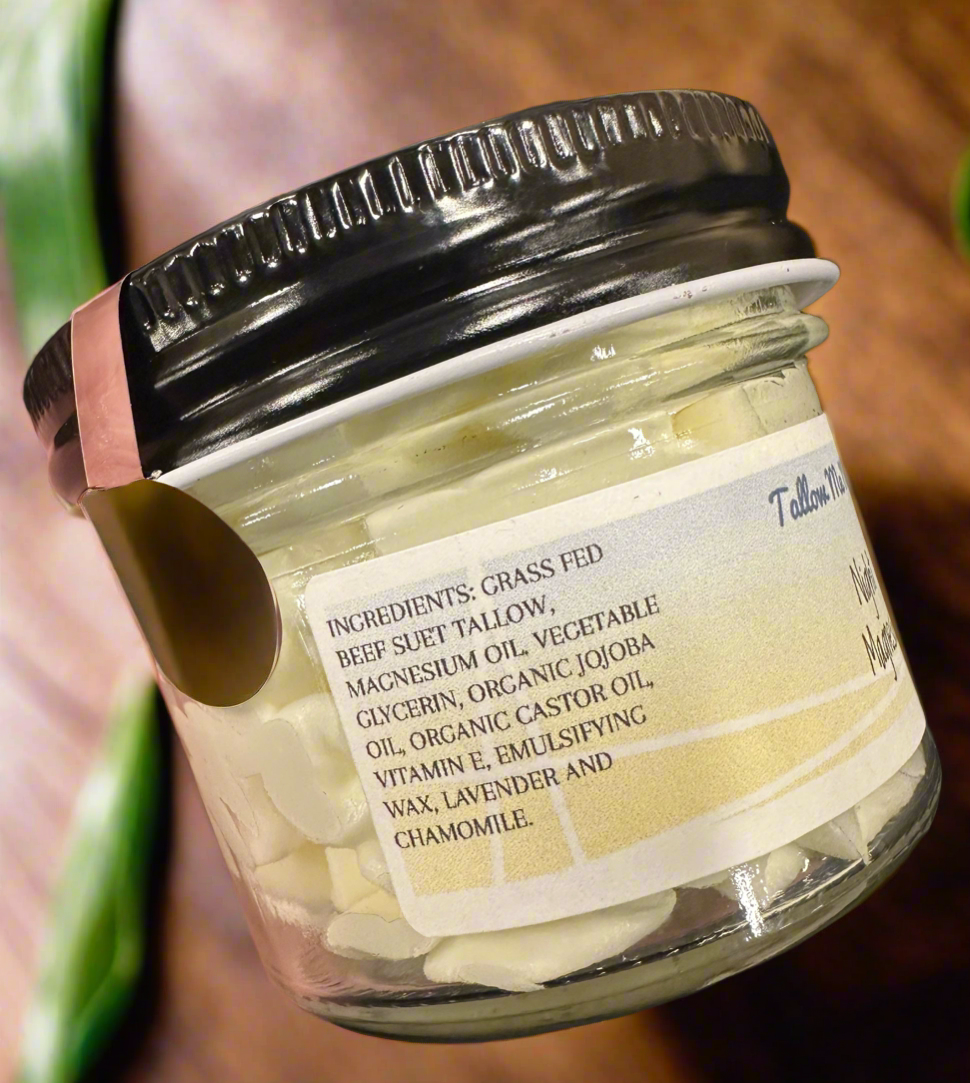 INGREDIENTS: GRASS FED
BEEF SUET TALLOW,
MAGNESIUM OIL, VEGETABLE
GLYCERIN, ORGANIC JOJOBA
OIL, ORGANIC CASTOR OIL,
VITAMIN E, EMULSIFYING
WAX, LAVENDER AND
CHAMOMILE.
Tallow